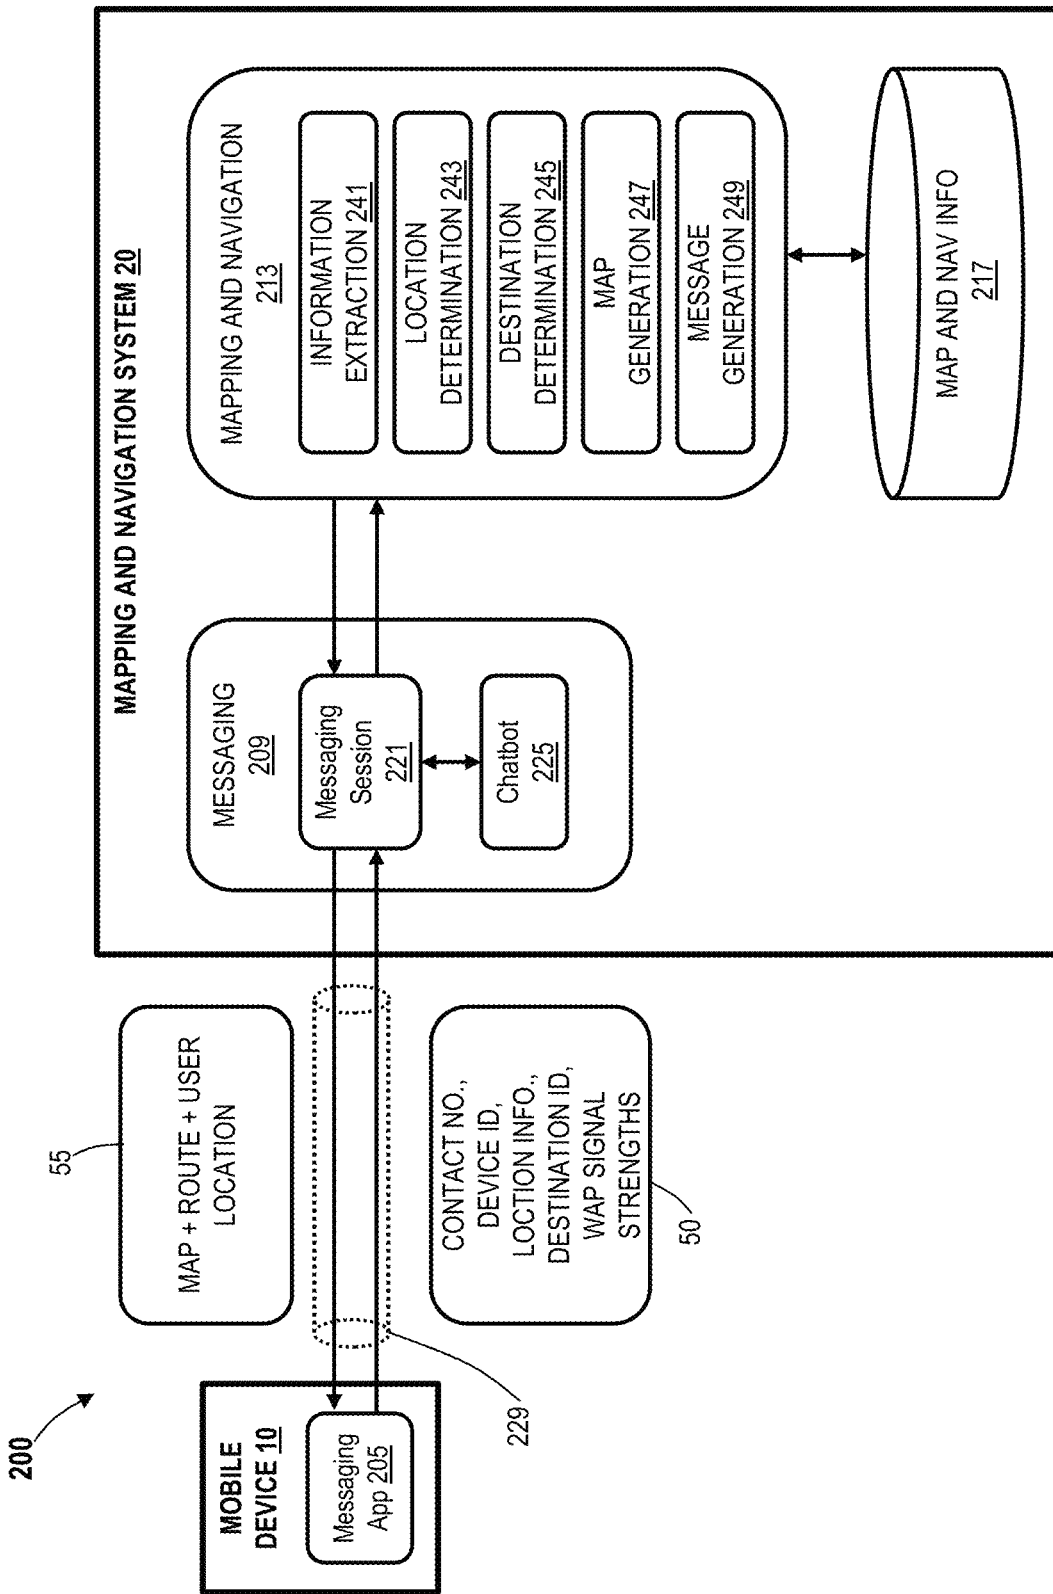 200
MAPPING AND NAVIGATION SYSTEM 20
MOBILE
DEVICE 10
Messaging
App 205
55
MAP + ROUTE + USER
LOCATION
229
CONTACT NO.,
DEVICE ID,
LOCTION INFO.,
DESTINATION ID,
WAP SIGNAL
STRENGTHS
50
MESSAGING
209
Messaging
Session
221
Chatbot
225
MAPPING AND NAVIGATION
213
INFORMATION
EXTRACTION 241
LOCATION
DETERMINATION 243
DESTINATION
DETERMINATION 245
MAP
GENERATION 247
MESSAGE
GENERATION 249
MAP AND NAV INFO
217